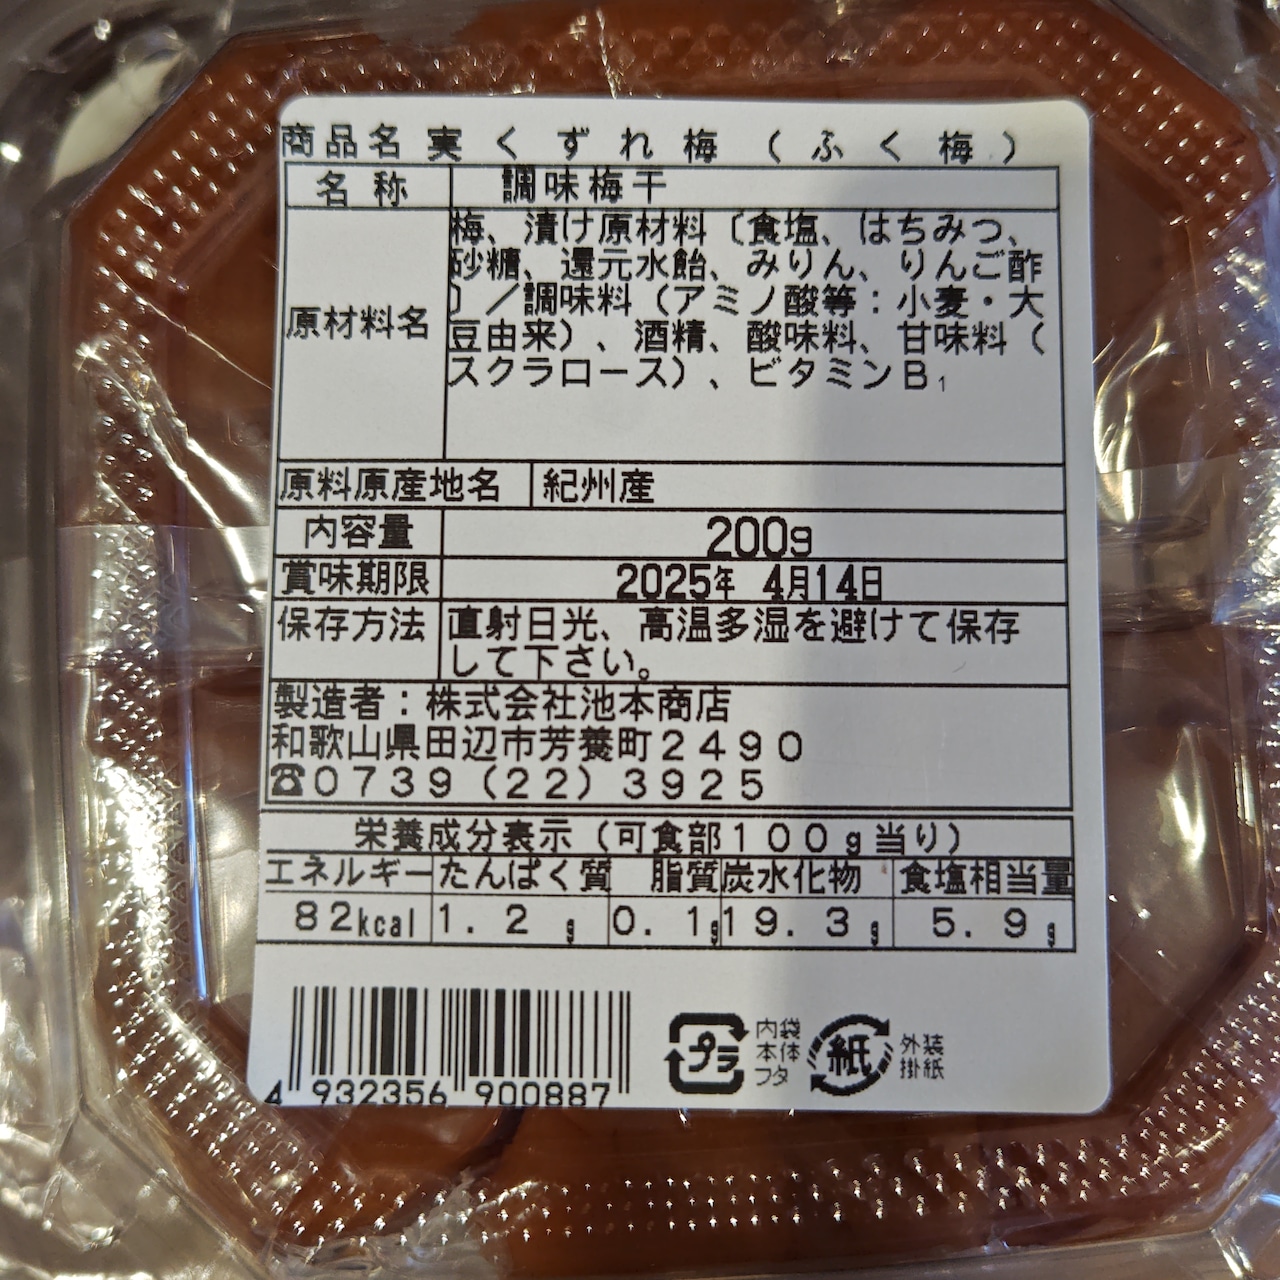 商品名 実くずれ梅(ふく梅)
名称 調味梅干
原材料名 梅、漬け原材料〔食塩、はちみつ、
砂糖、還元水飴、みりん、りんご酢
〕/調味料(アミノ酸等:小麦・大
豆由来)、酒精、酸味料、甘味料(
スクラロース)、ビタミンB₁
原料原産地名 紀州産
内容量 200g
賞味期限 2025年 4月14日
保存方法 直射日光、高温多湿を避けて保存
して下さい。
製造者:株式会社池本商店
和歌山県田辺市芳養町2490
☎0739(22)3925
栄養成分表示(可食部100g当り)
エネルギー たんぱく質 脂質 炭水化物 食塩相当量
82kcal 1.2g 0.1g 19.3g 5.9g
4 932356 900887
プラ 内袋
本体
フタ
紙 外装
掛紙